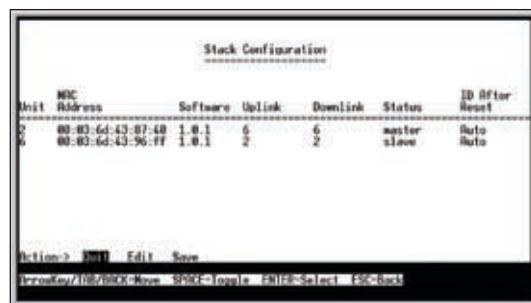 Stack Configuration
MAC ID After
Unit Address Software Uplink Downlink Status Reset
2 00:03:6d:43:87:40 1.0.1 6 6 master Auto
6 00:03:6d:43:96:ff 1.0.1 2 2 slave Auto
Action-> Quit Edit Save
ArrowKey/TAB/BACK-Move SPACE-Toggle ENTER-Select ESC-Back